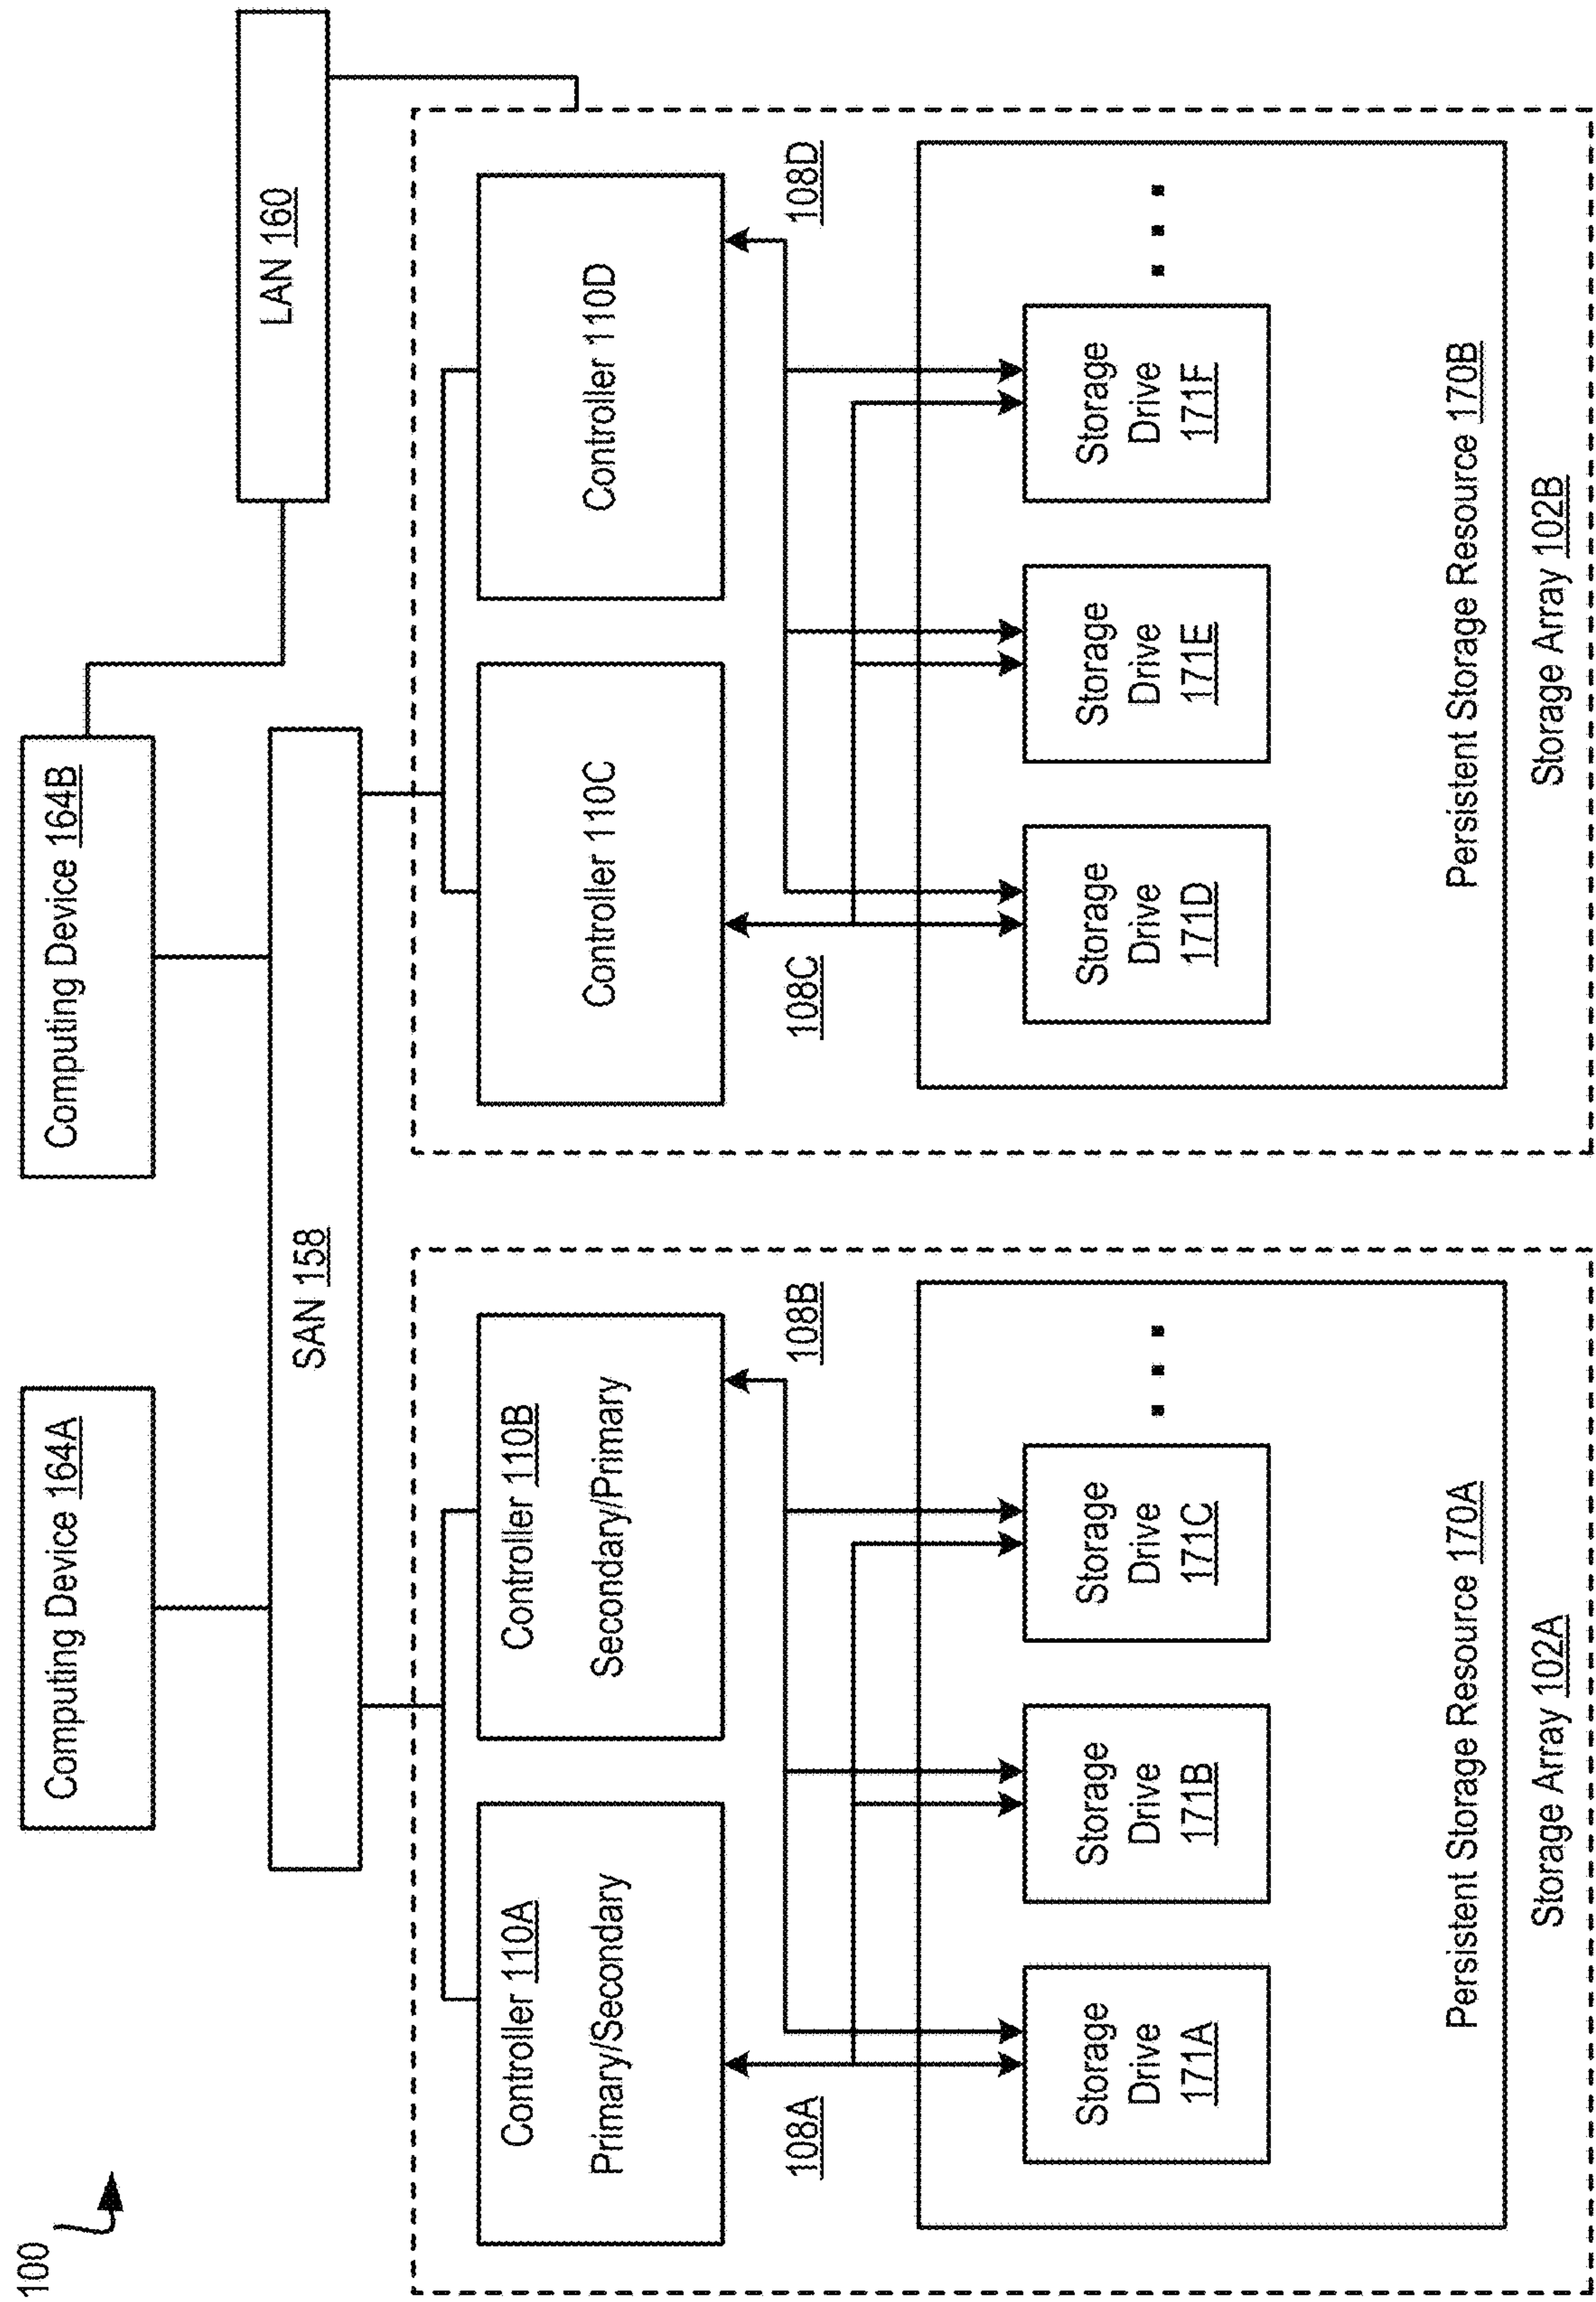 100
Computing Device 164A
Computing Device 164B
SAN 158
LAN 160
Controller 110A
Primary/Secondary
Controller 110B
Secondary/Primary
Controller 110C
Controller 110D
108A
108B
108C
108D
Storage
Drive
171A
Storage
Drive
171B
Storage
Drive
171C
Storage
Drive
171D
Storage
Drive
171E
Storage
Drive
171F
Persistent Storage Resource 170A
Persistent Storage Resource 170B
Storage Array 102A
Storage Array 102B